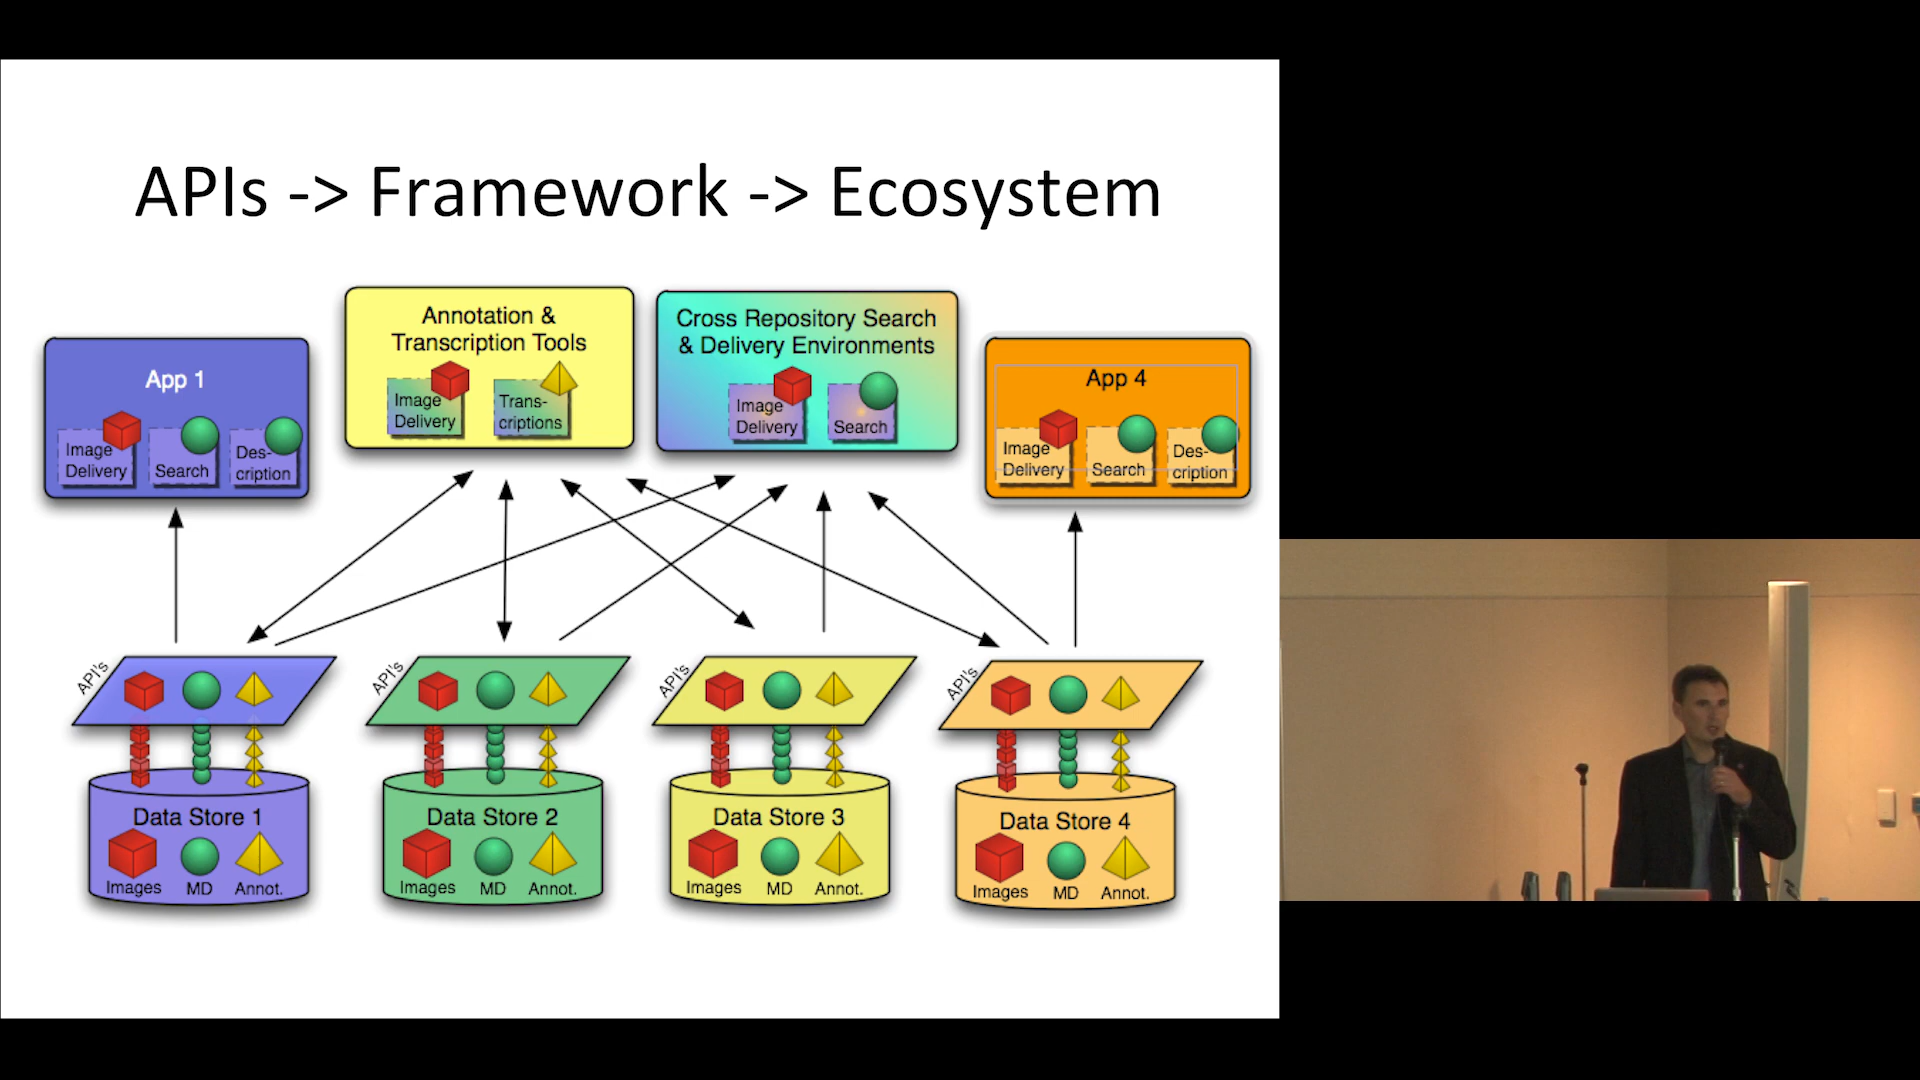 APIs -> Framework -> Ecosystem
App 1
Image
Delivery
Search
Des-
cription
Annotation &
Transcription Tools
Image
Delivery
Trans-
criptions
Cross Repository Search
& Delivery Environments
Image
Delivery
Search
App 4
Image
Delivery
Search
Des-
cription
API's
API's
API's
API's
Data Store 1
Images MD Annot.
Data Store 2
Images MD Annot.
Data Store 3
Images MD Annot.
Data Store 4
Images MD Annot.